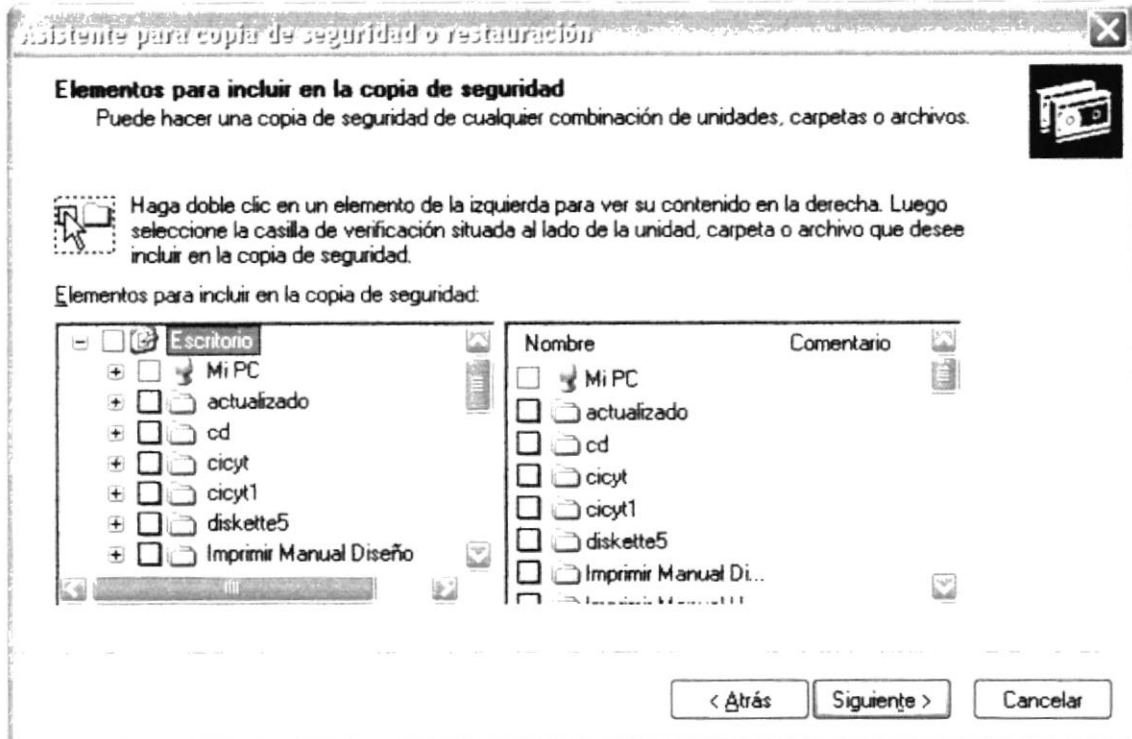 Asistente para copia de seguridad o restauración
Elementos para incluir en la copia de seguridad
Puede hacer una copia de seguridad de cualquier combinación de unidades, carpetas o archivos.
Haga doble clic en un elemento de la izquierda para ver su contenido en la derecha. Luego
seleccione la casilla de verificación situada al lado de la unidad, carpeta o archivo que desee
incluir en la copia de seguridad.
Elementos para incluir en la copia de seguridad:
Escritorio
Mi PC
actualizado
cd
cicyt
cicyt1
diskette5
Imprimir Manual Diseño
Nombre Comentario
Mi PC
actualizado
cd
cicyt
cicyt1
diskette5
Imprimir Manual Di...
< Atrás Siguiente > Cancelar